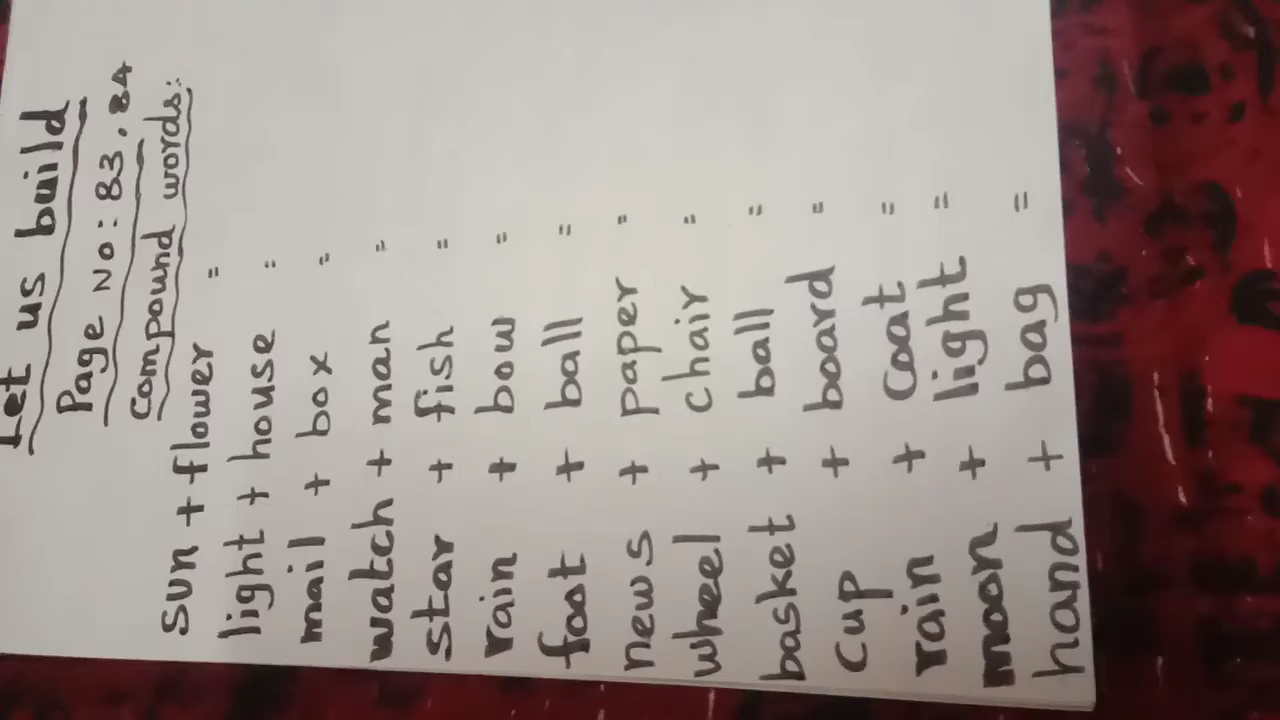 Let us build
Page No: 83, 84
Compound words:
sun + flower =
light + house =
mail + box =
watch + man =
star + fish =
rain + bow =
foot + ball =
news + paper =
wheel + chair =
basket + ball =
cup + board =
rain + coat =
moon + light =
hand + bag =